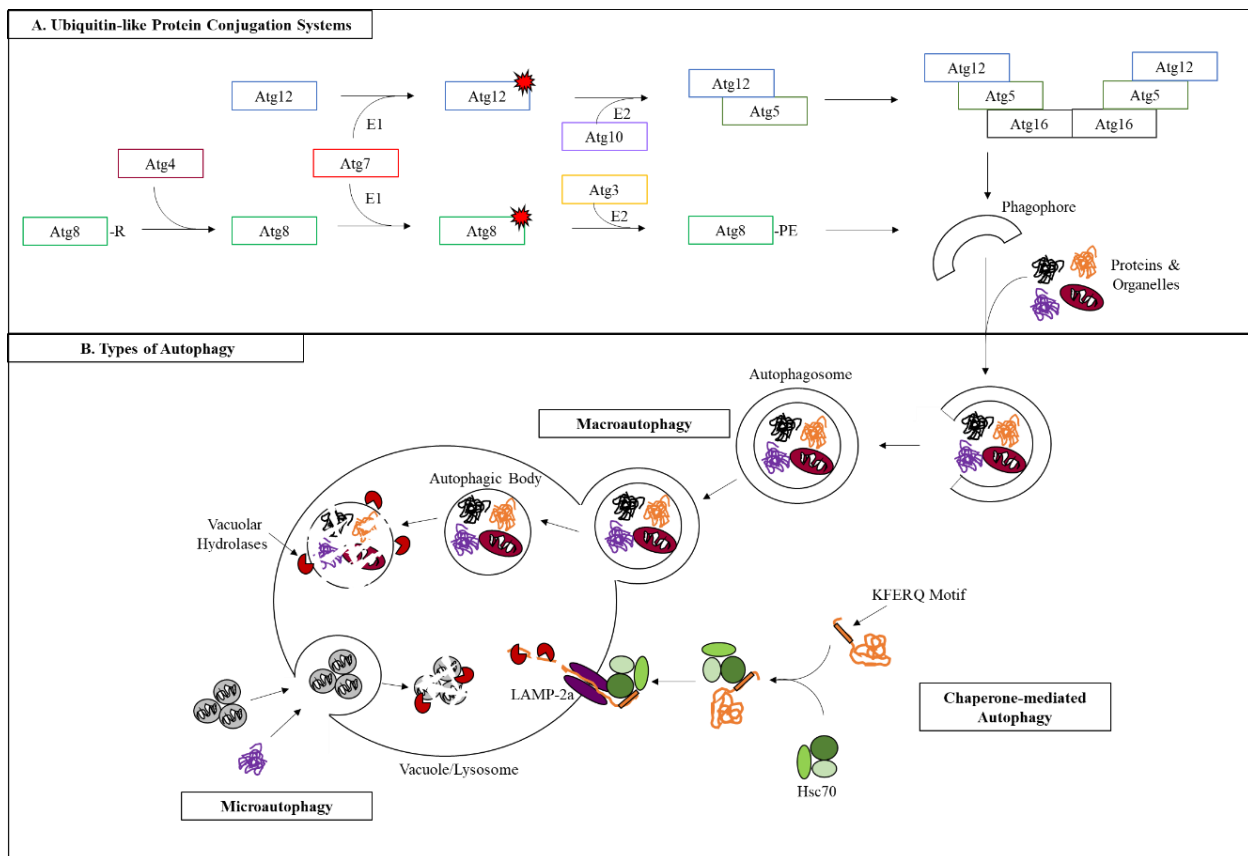 A. Ubiquitin-like Protein Conjugation Systems
Atg12
Atg12
Atg12
Atg5
Atg12
Atg12
Atg5
Atg5
Atg16
Atg16
E1
E2
Atg10
Atg4
Atg7
Atg3
E1
E2
Atg8
-R
Atg8
Atg8
Atg8
-PE
Phagophore
Proteins &
Organelles
B. Types of Autophagy
Autophagosome
Macroautophagy
Autophagic Body
Vacuolar
Hydrolases
KFERQ Motif
LAMP-2a
Chaperone-mediated
Autophagy
Vacuole/Lysosome
Hsc70
Microautophagy